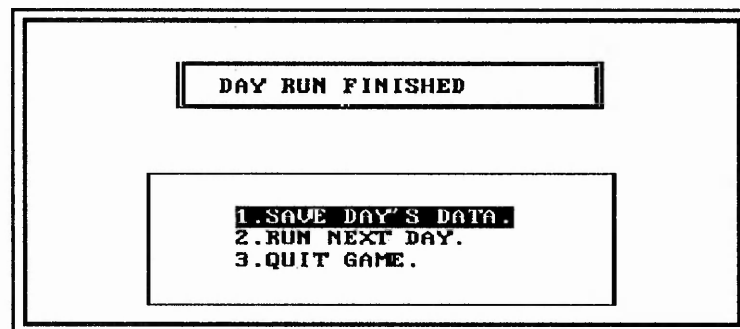 DAY RUN FINISHED
1.SAVE DAY'S DATA.
2.RUN NEXT DAY.
3.QUIT GAME.